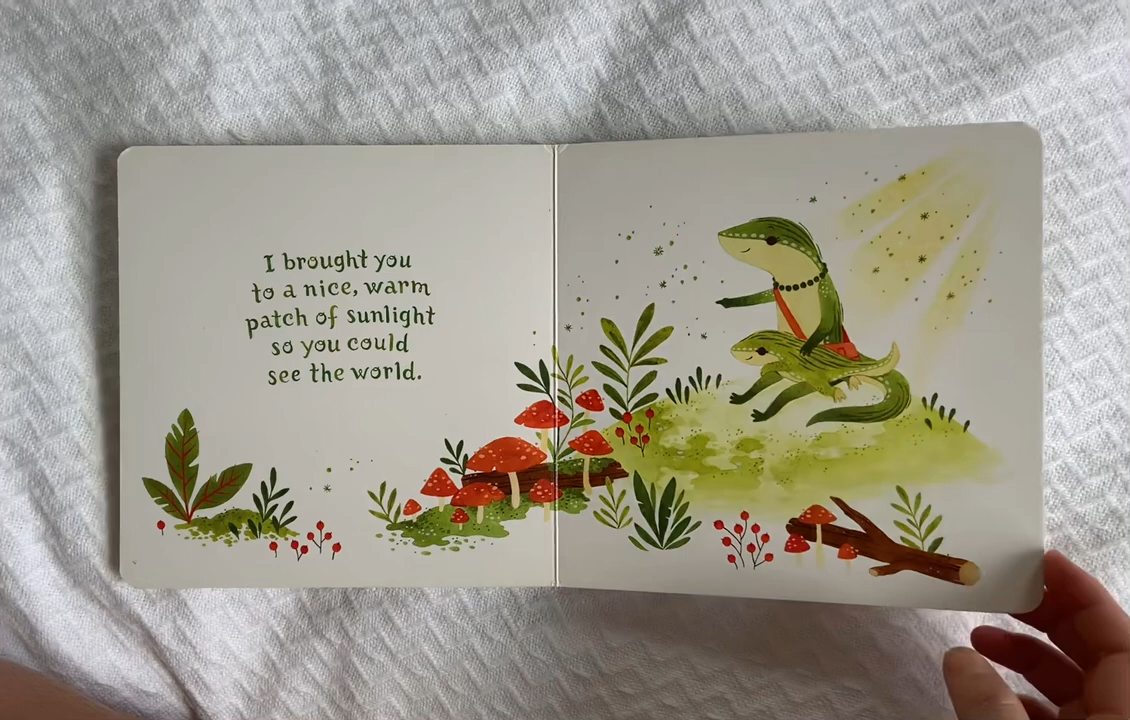 I brought you
to a nice, warm
patch of sunlight
so you could
see the world.